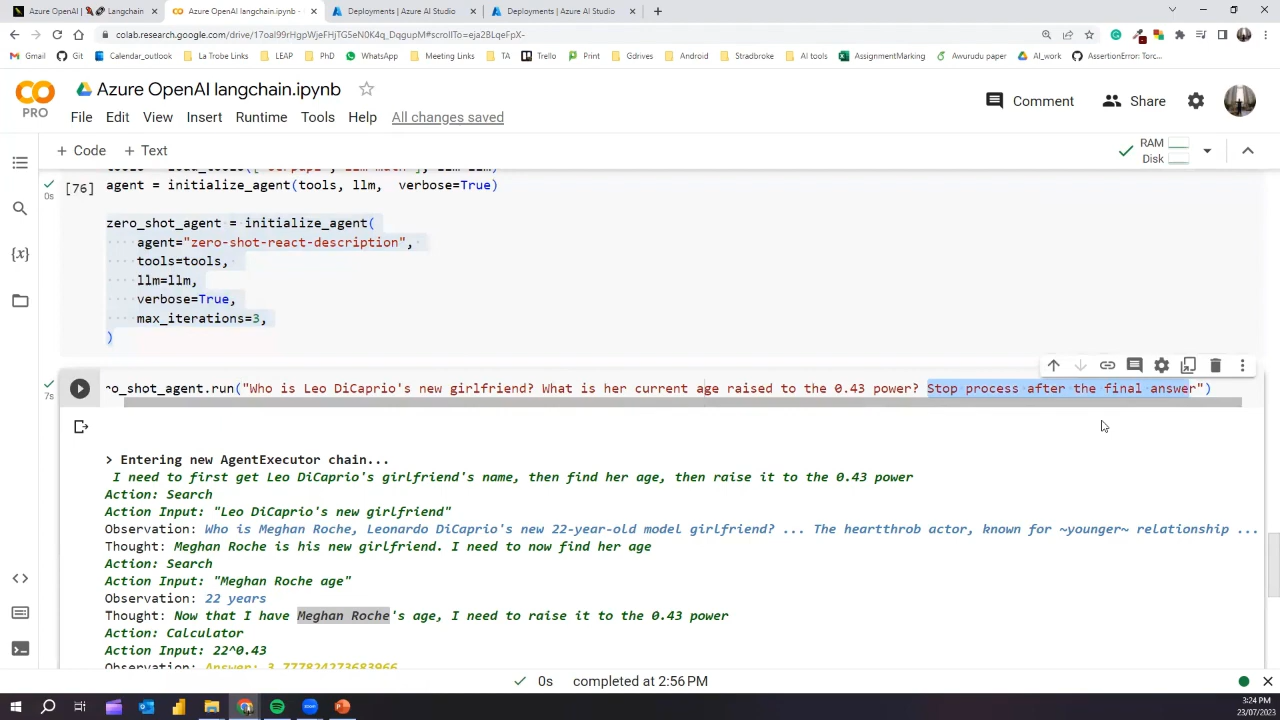 Azure OpenAI | 🦜🔗 Langchain
Azure OpenAI langchain.ipynb -
Deployments | Azure AI Studio
Deployments | Azure AI Studio
colab.research.google.com/drive/17oal99rHgpWjeFHjTG5eN0K4q_DqgupM#scrollTo=eja2BLqeFpX-
Gmail Git Calendar_outlook La Trobe Links LEAP PhD WhatsApp Meeting Links TA Trello Print Gdrives Android Stradbroke AI tools AssignmentMarking Awurudu paper AI_work AssertionError: Torc...
CO
PRO
Azure OpenAI langchain.ipynb
File Edit View Insert Runtime Tools Help All changes saved
Comment Share
+ Code + Text
RAM
Disk
0s
[76] agent = initialize_agent(tools, llm, verbose=True)
zero_shot_agent = initialize_agent(
agent="zero-shot-react-description",
tools=tools,
llm=llm,
verbose=True,
max_iterations=3,
)
7s
ro_shot_agent.run("Who is Leo DiCaprio's new girlfriend? What is her current age raised to the 0.43 power? Stop process after the final answer")
> Entering new AgentExecutor chain...
I need to first get Leo DiCaprio's girlfriend's name, then find her age, then raise it to the 0.43 power
Action: Search
Action Input: "Leo DiCaprio's new girlfriend"
Observation: Who is Meghan Roche, Leonardo DiCaprio's new 22-year-old model girlfriend? ... The heartthrob actor, known for ~younger~ relationship ...
Thought: Meghan Roche is his new girlfriend. I need to now find her age
Action: Search
Action Input: "Meghan Roche age"
Observation: 22 years
Thought: Now that I have Meghan Roche's age, I need to raise it to the 0.43 power
Action: Calculator
Action Input: 22^0.43
Observation: Answer: 3.777824273683966
0s completed at 2:56 PM
3:24 PM
23/07/2023